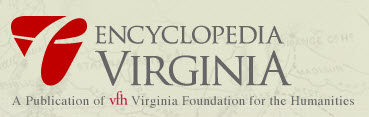 ENCYCLOPEDIA
VIRGINIA
A Publication of vfh Virginia Foundation for the Humanities